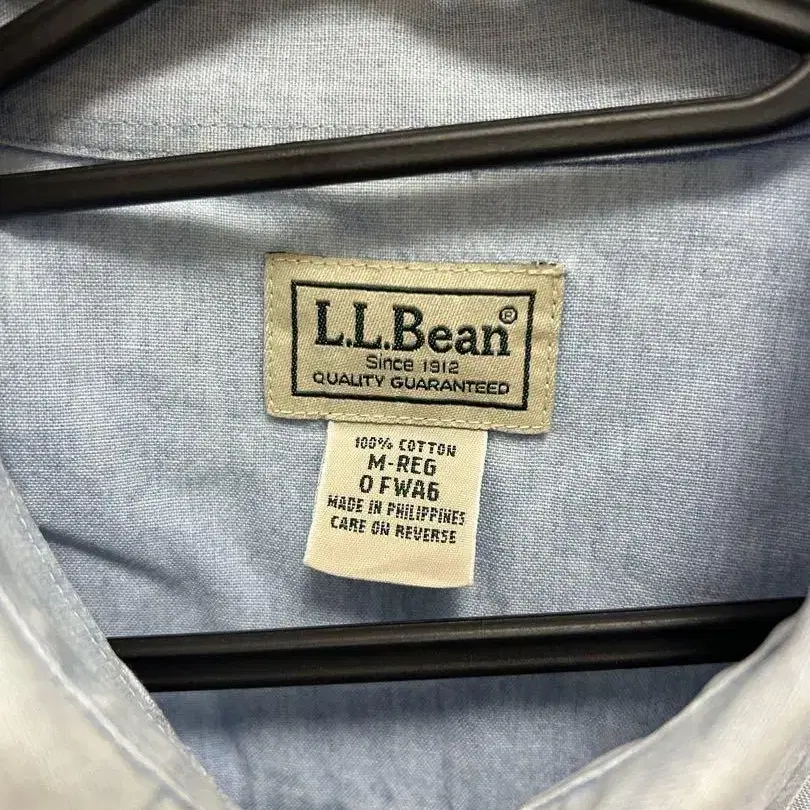 L.L.Bean®
Since 1912
QUALITY GUARANTEED
100% COTTON
M-REG
0 FWA6
MADE IN PHILIPPINES
CARE ON REVERSE